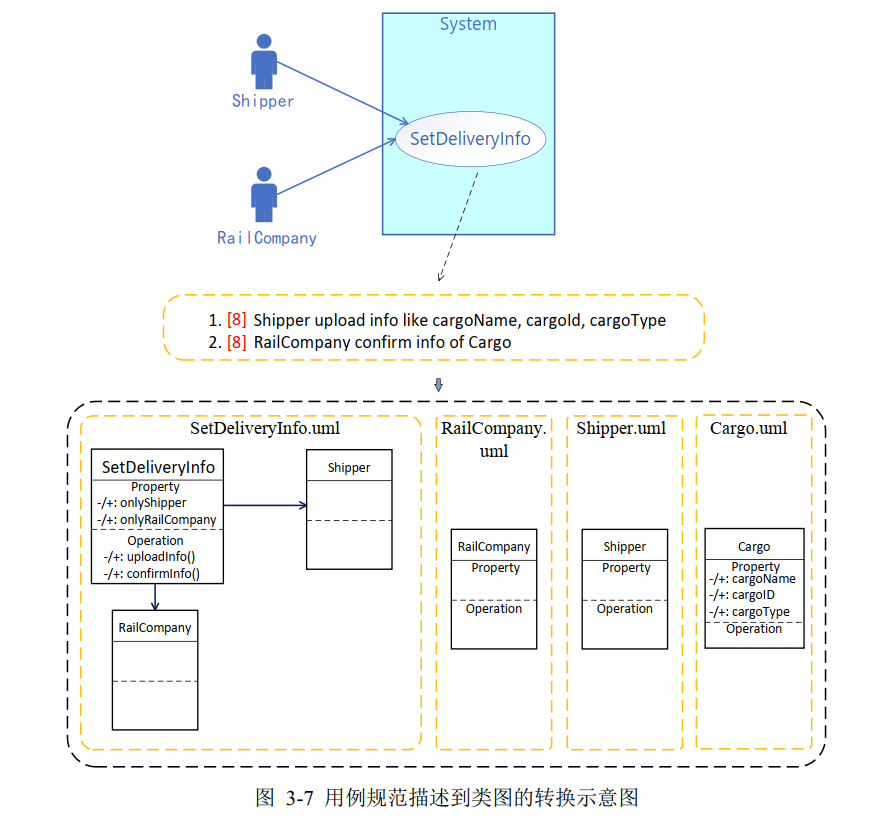 System
Shipper
SetDeliveryInfo
RailCompany
1. [8] Shipper upload info like cargoName, cargoId, cargoType
2. [8] RailCompany confirm info of Cargo
SetDeliveryInfo.uml
SetDeliveryInfo
Property
-/+: onlyShipper
-/+: onlyRailCompany
Operation
-/+: uploadInfo()
-/+: confirmInfo()
Shipper
RailCompany
RailCompany.
uml
RailCompany
Property
Operation
Shipper.uml
Shipper
Property
Operation
Cargo.uml
Cargo
Property
-/+: cargoName
-/+: cargoID
-/+: cargoType
Operation
图 3-7 用例规范描述到类图的转换示意图